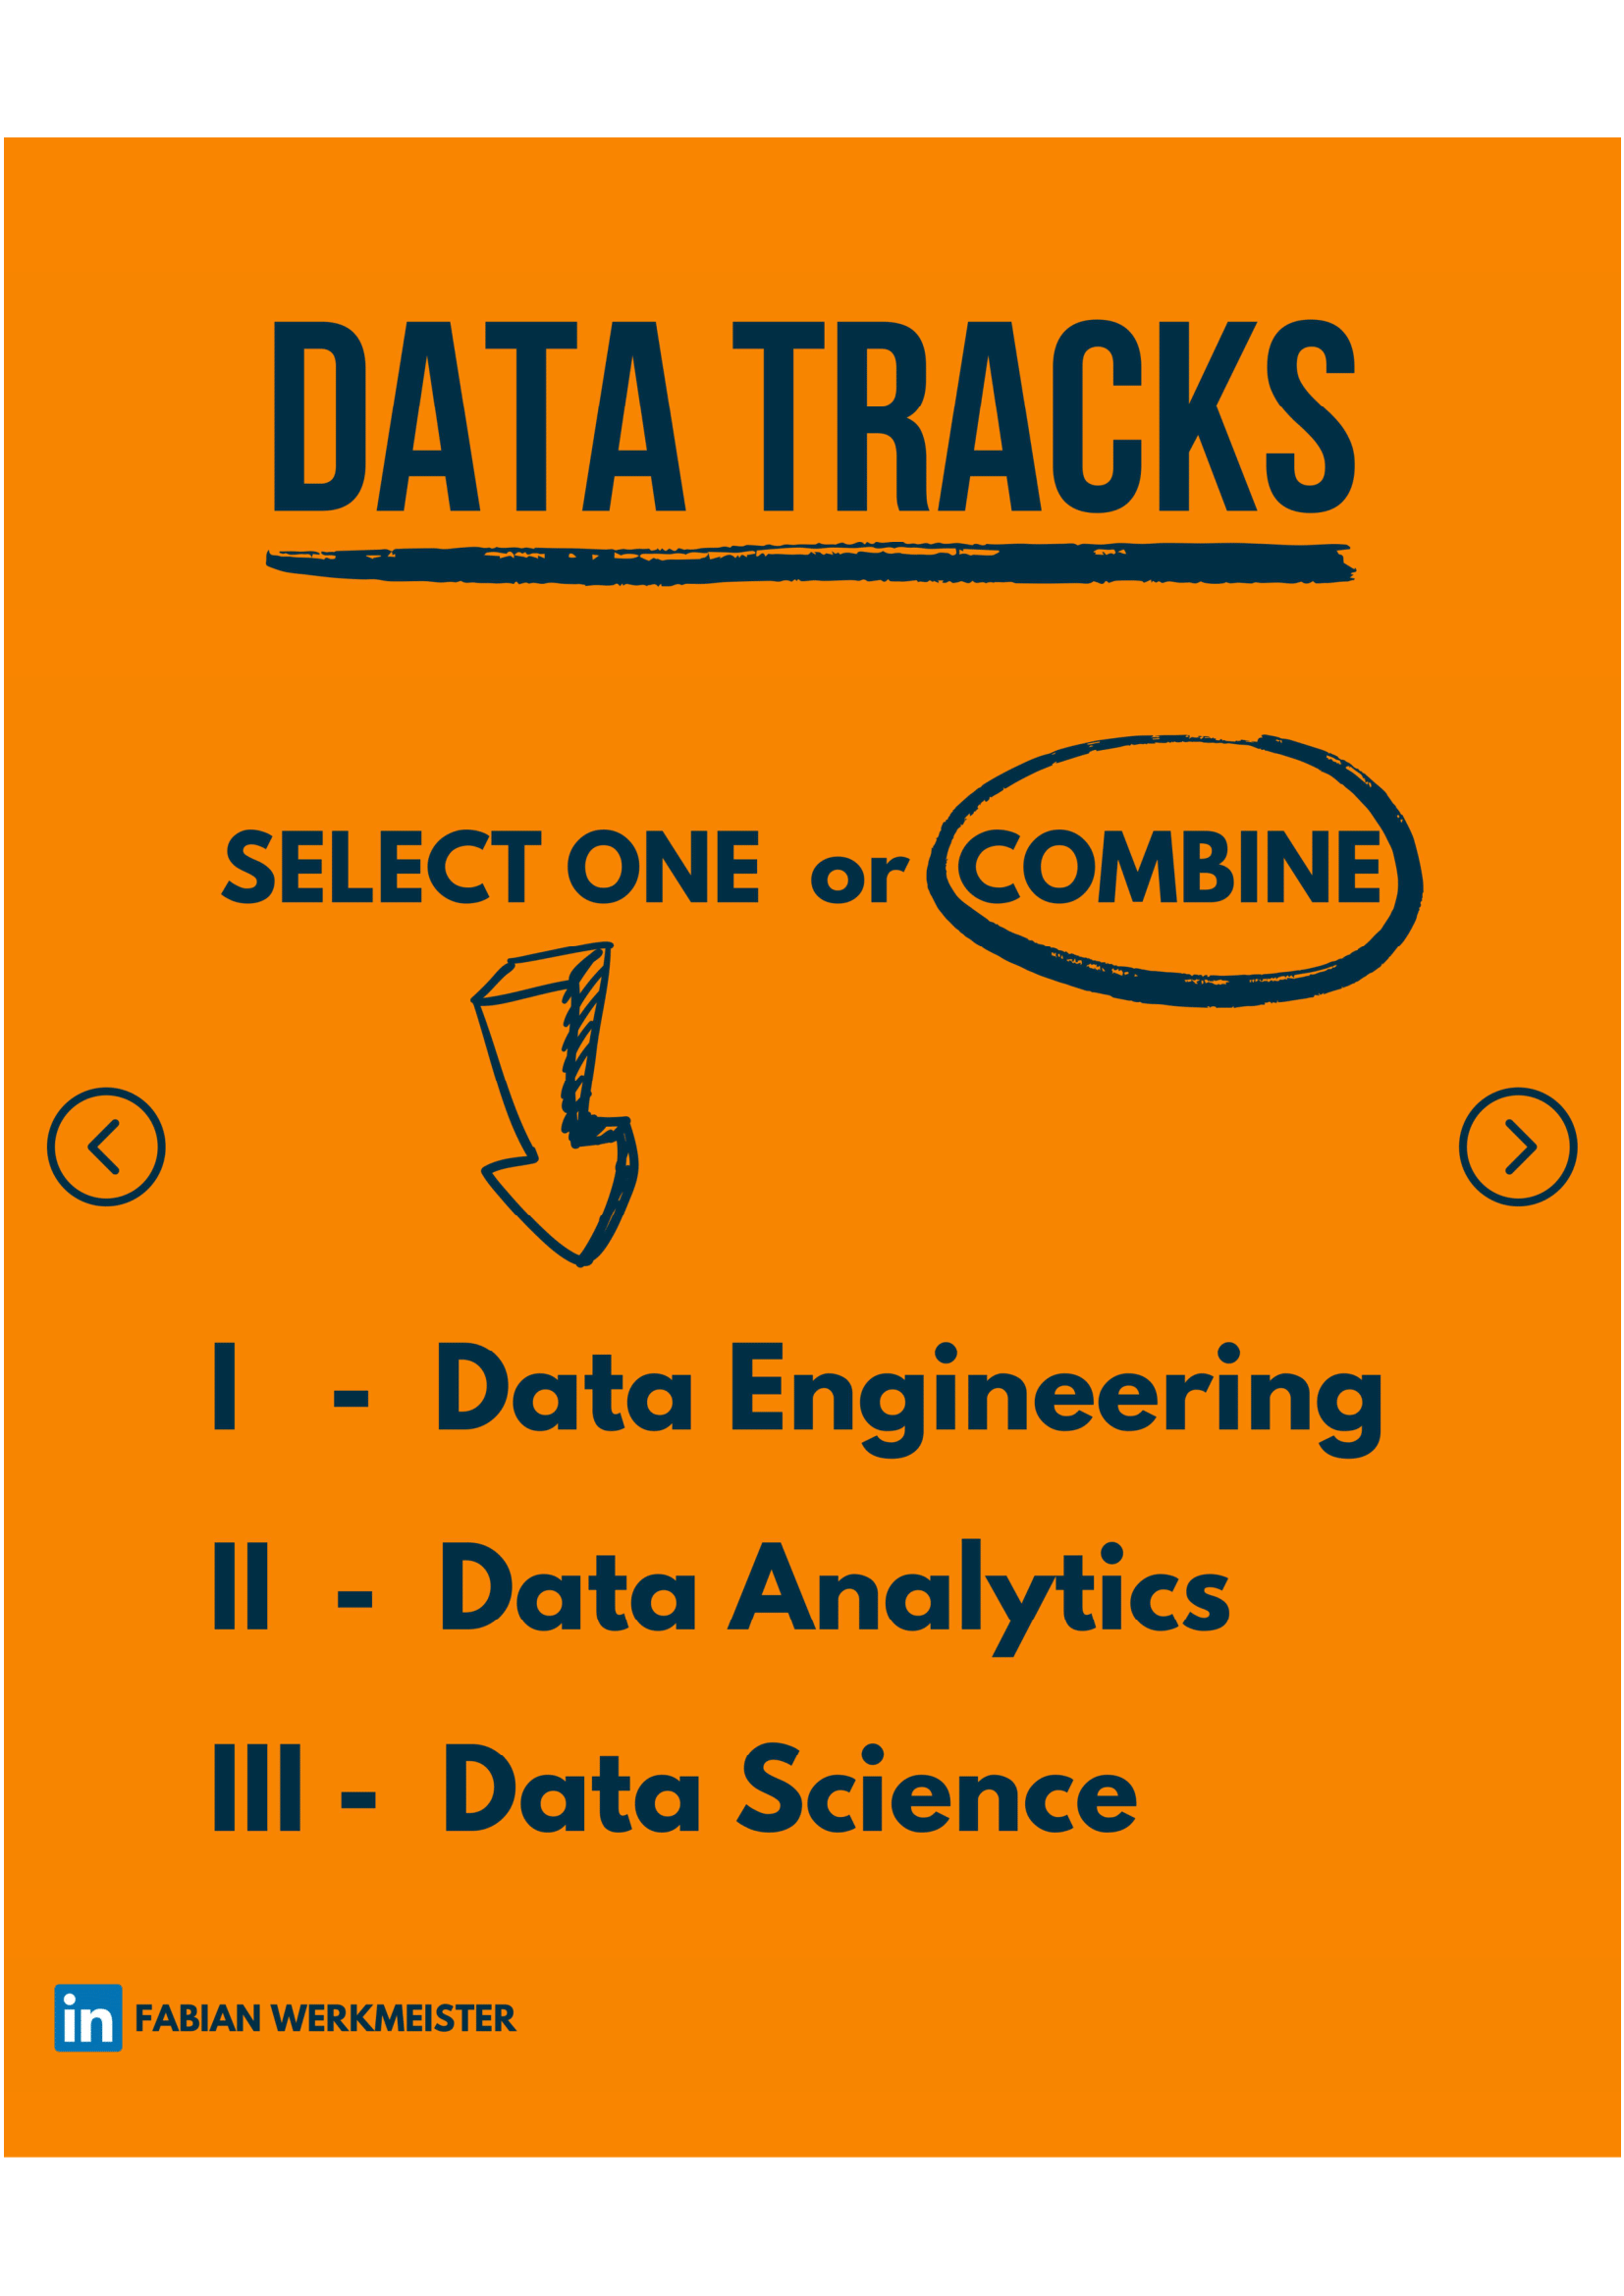 DATA TRACKS
SELECT ONE or COMBINE
I - Data Engineering
II - Data Analytics
III - Data Science
in FABIAN WERKMEISTER